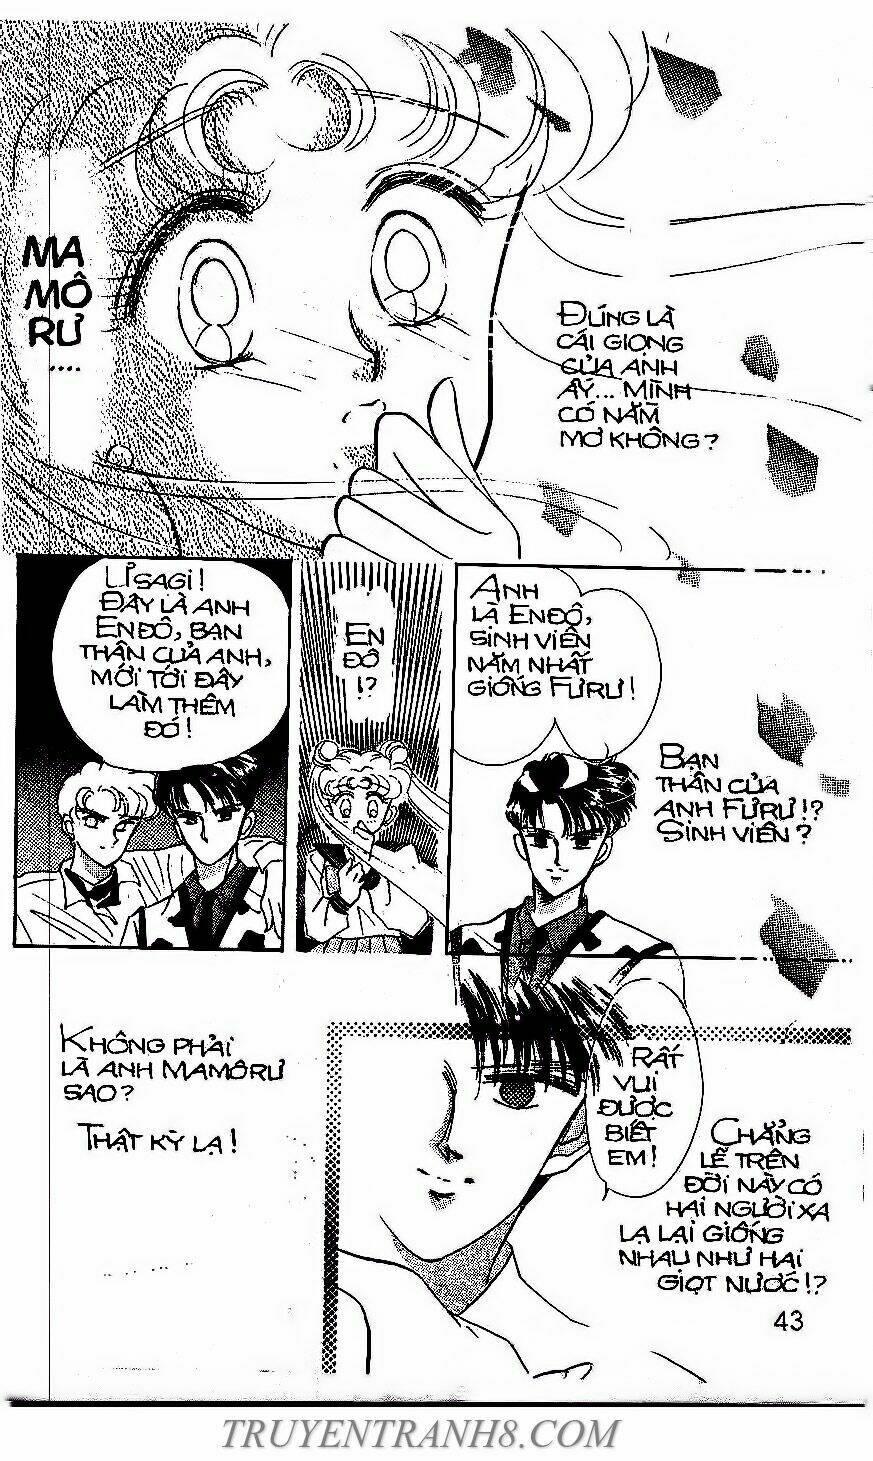 MA
MÔ
RƯ
....
ĐÚNG LÀ
CÁI GIỌNG
CỦA ANH
ẤY... MÌNH
CÓ NẰM
MƠ KHÔNG?
ƯSAGI!
ĐÂY LÀ ANH
ENĐÔ, BẠN
THÂN CỦA ANH,
MỚI TỚI ĐÂY
LÀM THÊM
ĐÓ!
EN
ĐÔ
!?
ANH
LÀ ENĐÔ,
SINH VIÊN
NĂM NHẤT
GIỐNG FƯRƯ!
BẠN
THÂN CỦA
ANH FƯRƯ!?
SINH VIÊN?
KHÔNG PHẢI
LÀ ANH MAMÔRƯ
SAO?
THẬT KỲ LẠ!
RẤT
VUI
ĐƯỢC
BIẾT
EM!
CHẲNG
LẼ TRÊN
ĐỜI NÀY CÓ
HAI NGƯỜI XA
LẠ LẠI GIỐNG
NHAU NHƯ HAI
GIỌT NƯỚC!?
43
TRUYENTRANH8.COM